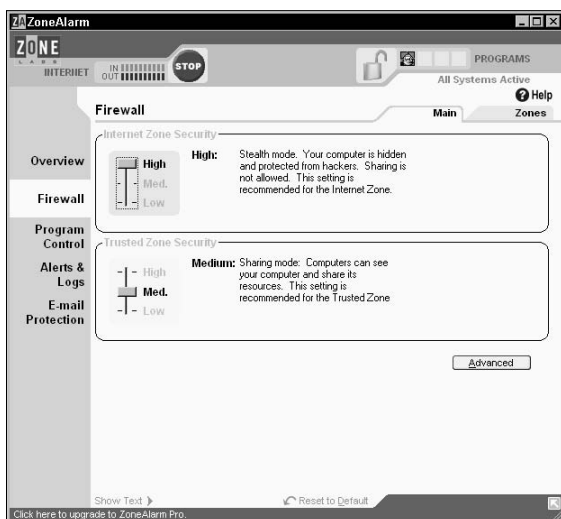 ZA ZoneAlarm
ZONE
LABS
INTERNET
IN
OUT
STOP
PROGRAMS
All Systems Active
Help
Firewall
Main
Zones
Overview
Firewall
Program
Control
Alerts &
Logs
E-mail
Protection
Internet Zone Security
High
Med.
Low
High: Stealth mode. Your computer is hidden
and protected from hackers. Sharing is
not allowed. This setting is
recommended for the Internet Zone.
Trusted Zone Security
High
Med.
Low
Medium: Sharing mode: Computers can see
your computer and share its
resources. This setting is
recommended for the Trusted Zone
Advanced
Show Text
Reset to Default
Click here to upgrade to ZoneAlarm Pro.